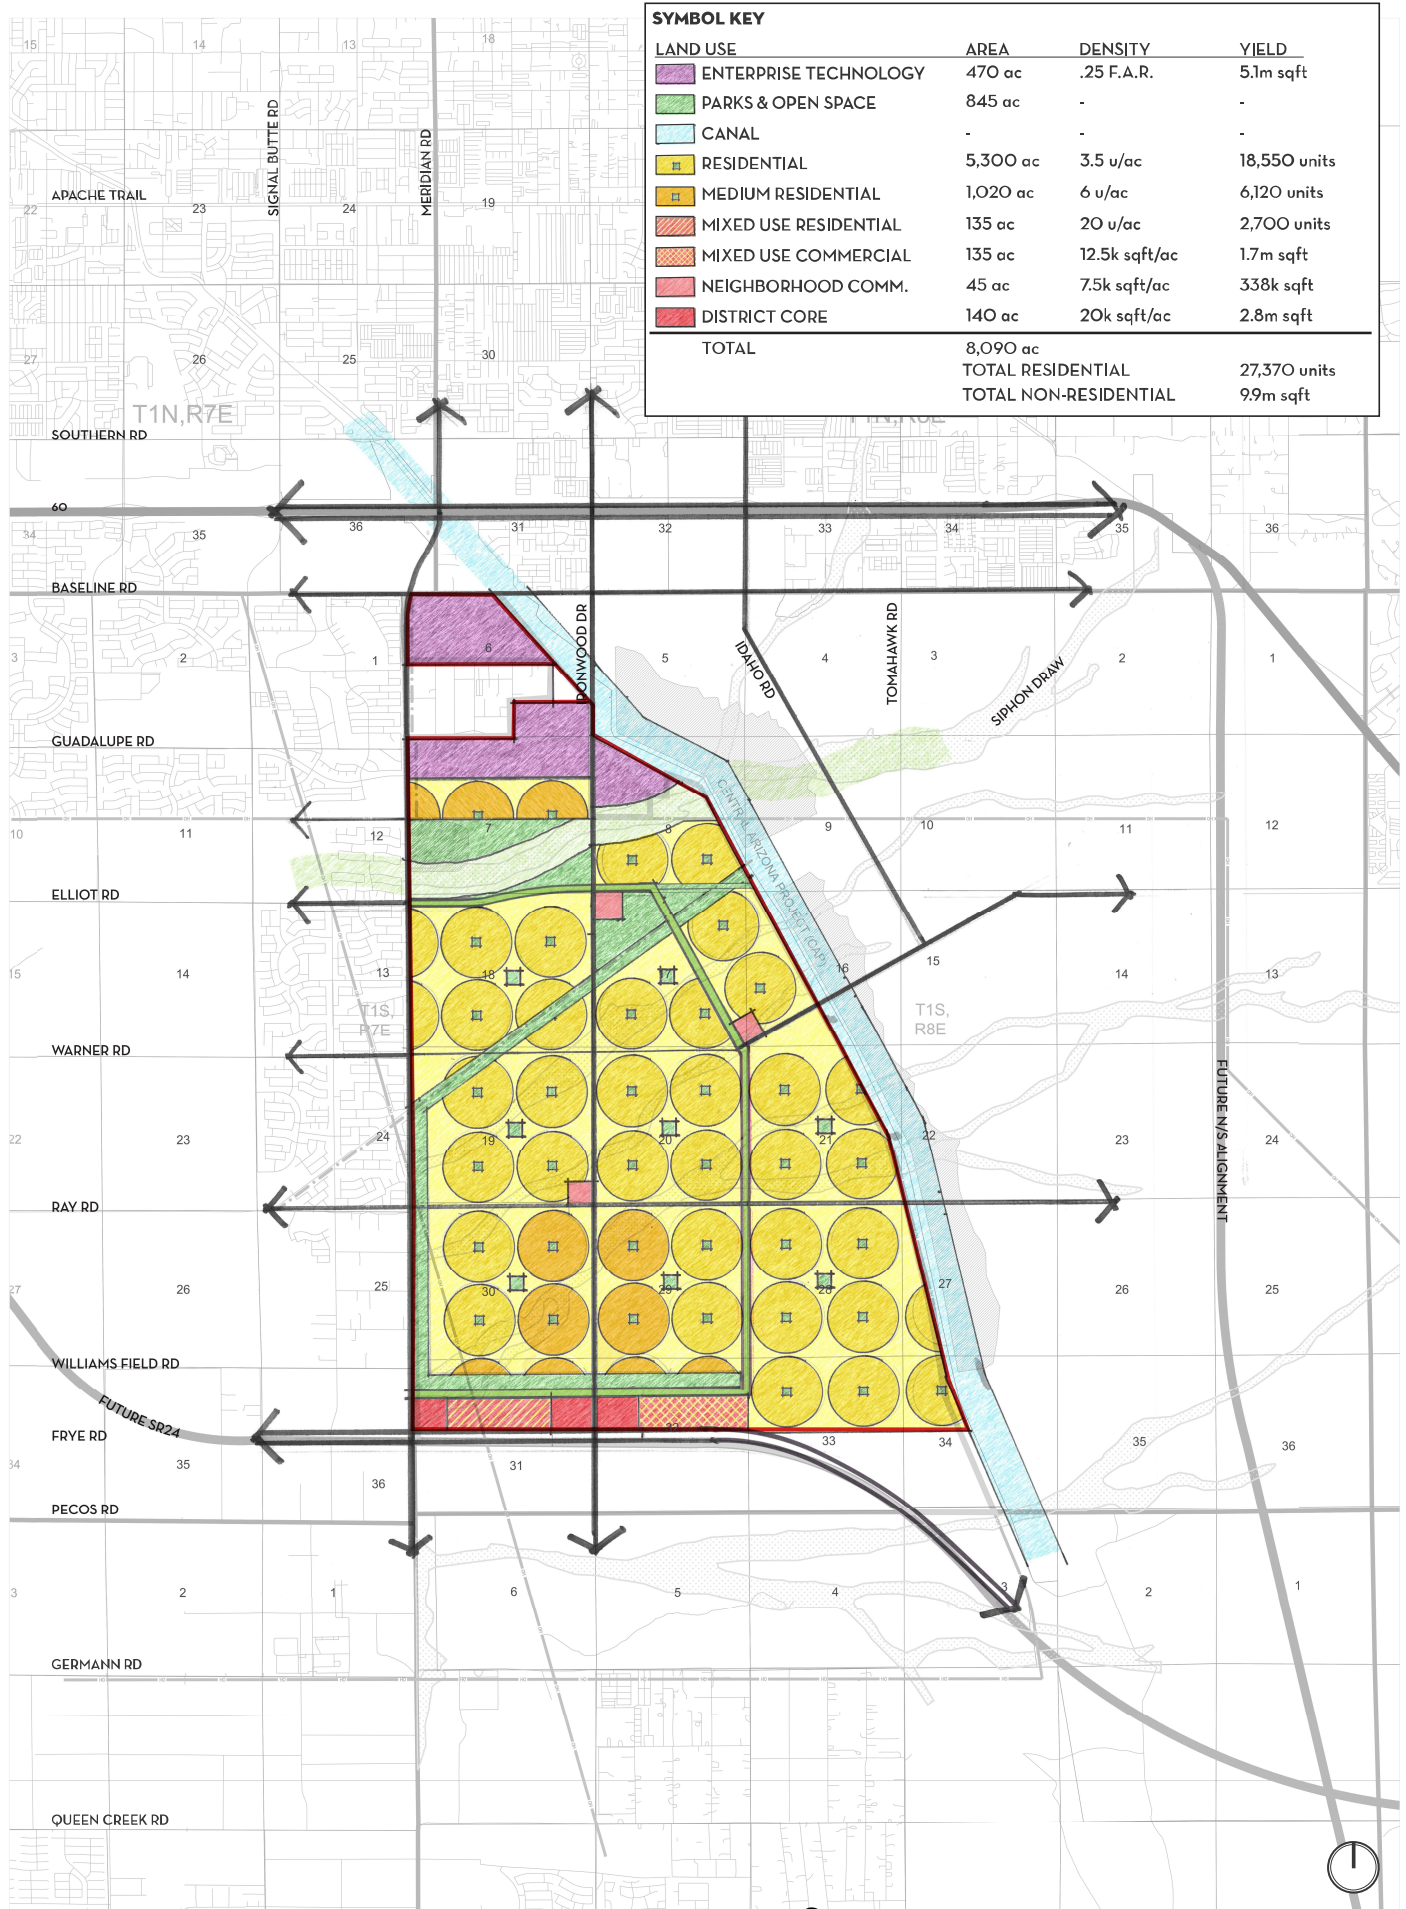 SYMBOL KEY
LAND USE AREA DENSITY YIELD
ENTERPRISE TECHNOLOGY 470 ac .25 F.A.R. 5.1m sqft
PARKS & OPEN SPACE 845 ac - -
CANAL - - -
RESIDENTIAL 5,300 ac 3.5 u/ac 18,550 units
MEDIUM RESIDENTIAL 1,020 ac 6 u/ac 6,120 units
MIXED USE RESIDENTIAL 135 ac 20 u/ac 2,700 units
MIXED USE COMMERCIAL 135 ac 12.5k sqft/ac 1.7m sqft
NEIGHBORHOOD COMM. 45 ac 7.5k sqft/ac 338k sqft
DISTRICT CORE 140 ac 20k sqft/ac 2.8m sqft
TOTAL 8,090 ac
TOTAL RESIDENTIAL 27,370 units
TOTAL NON-RESIDENTIAL 9.9m sqft
15 14 13 18
SIGNAL BUTTE RD
MERIDIAN RD
APACHE TRAIL
22 23 24 19
27 26 25 30
T1N,R7E
SOUTHERN RD
60
34 35 36 31 32 33 34 35 36
BASELINE RD
IRONWOOD DR
IDAHO RD
TOMAHAWK RD
SIPHON DRAW
3 2 1 6 5 4 3 2 1
GUADALUPE RD
CENTRAL ARIZONA PROJECT (CAP)
10 11 12 7 8 9 10 11 12
ELLIOT RD
15 14 13 18 17 16 15 14 13
T1S,
R7E
T1S,
R8E
WARNER RD
FUTURE N/S ALIGNMENT
22 23 24 19 20 21 22 23 24
RAY RD
27 26 25 30 29 28 27 26 25
WILLIAMS FIELD RD
FUTURE SR24
FRYE RD
34 35 36 31 32 33 34 35 36
PECOS RD
3 2 1 6 5 4 3 2 1
GERMANN RD
QUEEN CREEK RD